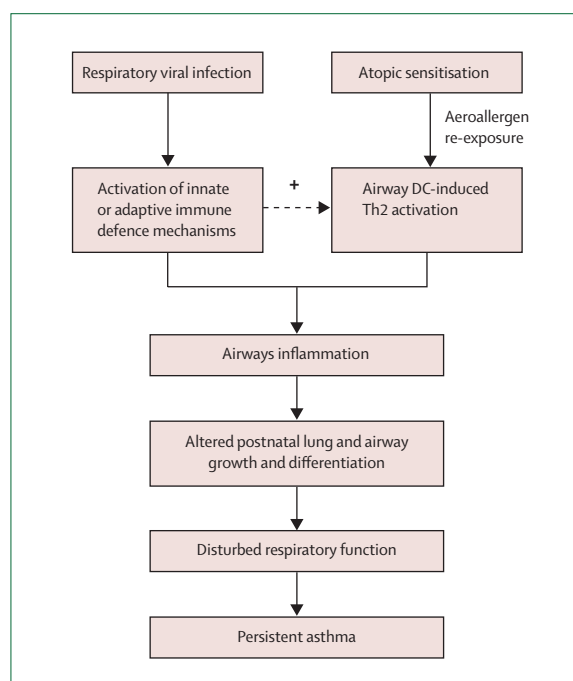 Respiratory viral infection
Atopic sensitisation
Aeroallergen
re-exposure
Activation of innate
or adaptive immune
defence mechanisms
+
Airway DC-induced
Th2 activation
Airways inflammation
Altered postnatal lung and airway
growth and differentiation
Disturbed respiratory function
Persistent asthma